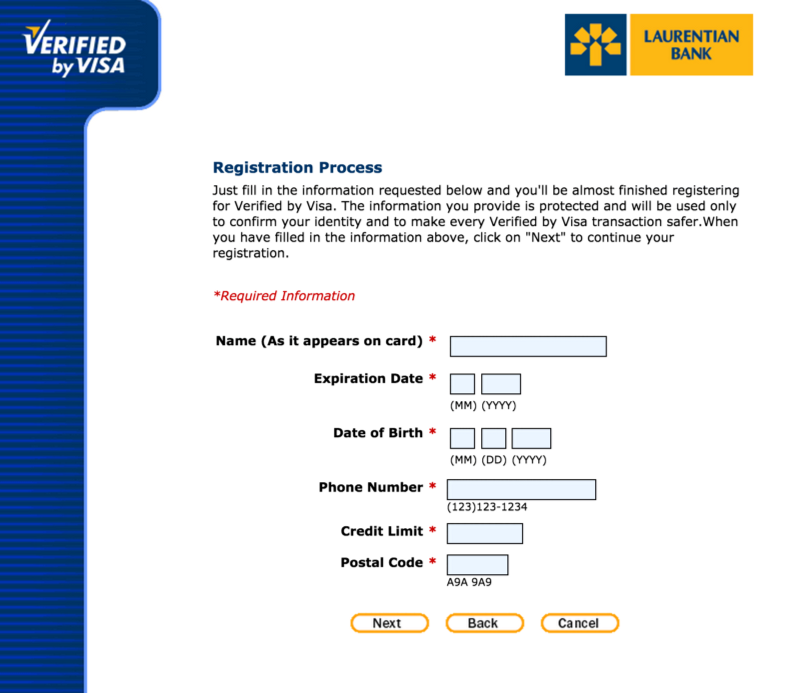 VERIFIED
by VISA
LAURENTIAN
BANK
Registration Process
Just fill in the information requested below and you'll be almost finished registering
for Verified by Visa. The information you provide is protected and will be used only
to confirm your identity and to make every Verified by Visa transaction safer.When
you have filled in the information above, click on "Next" to continue your
registration.
*Required Information
Name (As it appears on card) *
Expiration Date *
(MM) (YYYY)
Date of Birth *
(MM) (DD) (YYYY)
Phone Number *
(123)123-1234
Credit Limit *
Postal Code *
A9A 9A9
Next Back Cancel